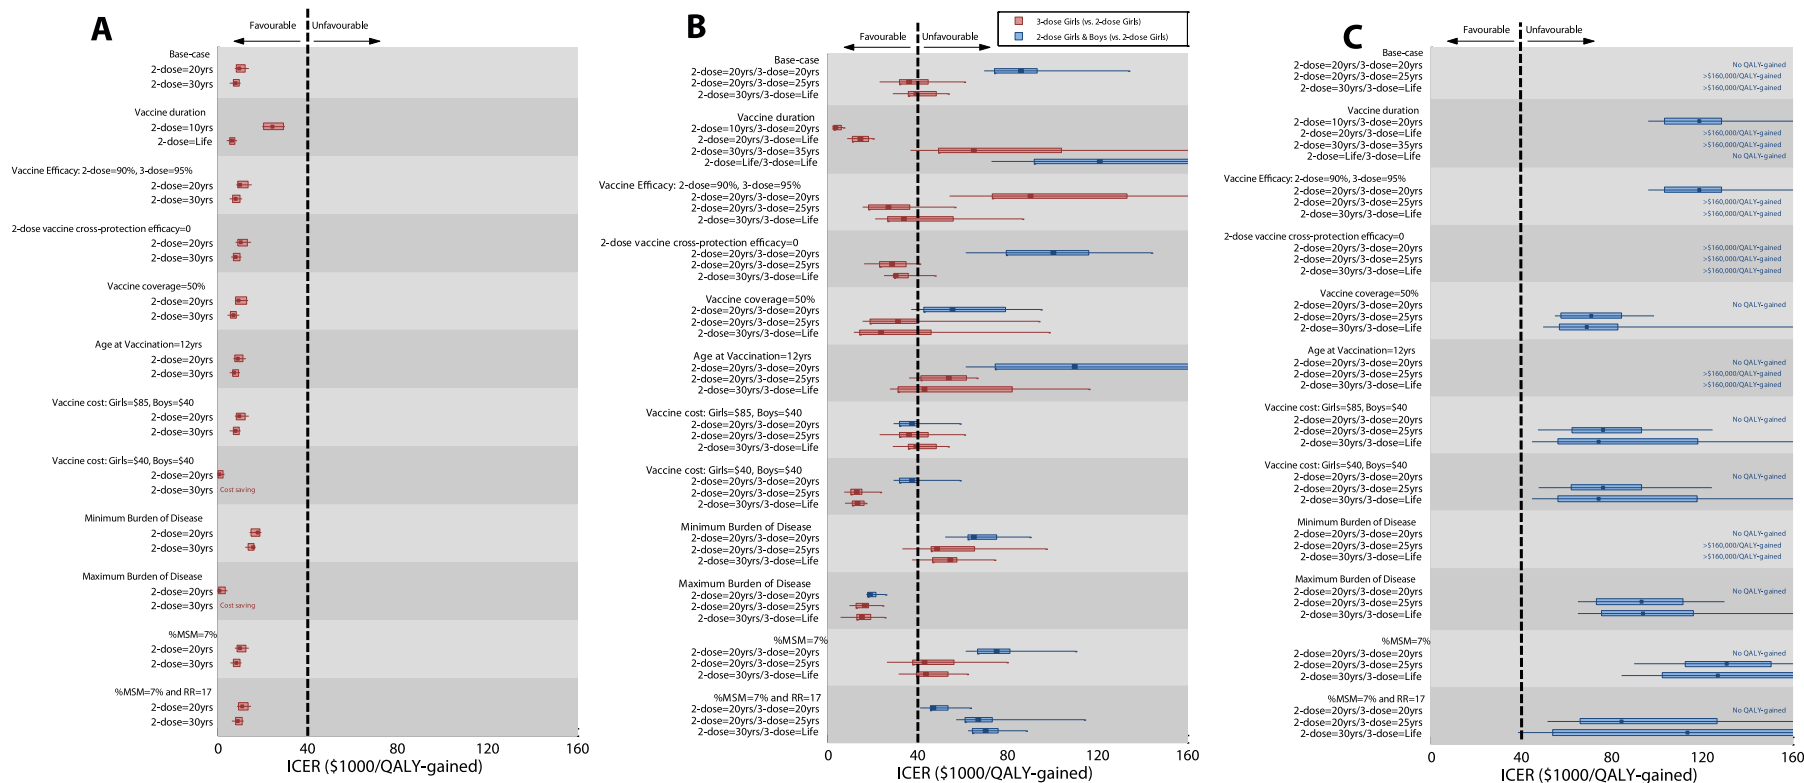 A
Favourable
Unfavourable
Base-case
2-dose=20yrs
2-dose=30yrs
Vaccine duration
2-dose=10yrs
2-dose=Life
Vaccine Efficacy: 2-dose=90%, 3-dose=95%
2-dose=20yrs
2-dose=30yrs
2-dose vaccine cross-protection efficacy=0
2-dose=20yrs
2-dose=30yrs
Vaccine coverage=50%
2-dose=20yrs
2-dose=30yrs
Age at Vaccination=12yrs
2-dose=20yrs
2-dose=30yrs
Vaccine cost: Girls=$85, Boys=$40
2-dose=20yrs
2-dose=30yrs
Vaccine cost: Girls=$40, Boys=$40
2-dose=20yrs
2-dose=30yrs Cost saving
Minimum Burden of Disease
2-dose=20yrs
2-dose=30yrs
Maximum Burden of Disease
2-dose=20yrs
2-dose=30yrs Cost saving
%MSM=7%
2-dose=20yrs
2-dose=30yrs
%MSM=7% and RR=17
2-dose=20yrs
2-dose=30yrs
0 40 80 120 160
ICER ($1000/QALY-gained)
B
3-dose Girls (vs. 2-dose Girls)
2-dose Girls & Boys (vs. 2-dose Girls)
Favourable
Unfavourable
Base-case
2-dose=20yrs/3-dose=20yrs
2-dose=20yrs/3-dose=25yrs
2-dose=30yrs/3-dose=Life
Vaccine duration
2-dose=10yrs/3-dose=20yrs
2-dose=20yrs/3-dose=Life
2-dose=30yrs/3-dose=35yrs
2-dose=Life/3-dose=Life
Vaccine Efficacy: 2-dose=90%, 3-dose=95%
2-dose=20yrs/3-dose=20yrs
2-dose=20yrs/3-dose=25yrs
2-dose=30yrs/3-dose=Life
2-dose vaccine cross-protection efficacy=0
2-dose=20yrs/3-dose=20yrs
2-dose=20yrs/3-dose=25yrs
2-dose=30yrs/3-dose=Life
Vaccine coverage=50%
2-dose=20yrs/3-dose=20yrs
2-dose=20yrs/3-dose=25yrs
2-dose=30yrs/3-dose=Life
Age at Vaccination=12yrs
2-dose=20yrs/3-dose=20yrs
2-dose=20yrs/3-dose=25yrs
2-dose=30yrs/3-dose=Life
Vaccine cost: Girls=$85, Boys=$40
2-dose=20yrs/3-dose=20yrs
2-dose=20yrs/3-dose=25yrs
2-dose=30yrs/3-dose=Life
Vaccine cost: Girls=$40, Boys=$40
2-dose=20yrs/3-dose=20yrs
2-dose=20yrs/3-dose=25yrs
2-dose=30yrs/3-dose=Life
Minimum Burden of Disease
2-dose=20yrs/3-dose=20yrs
2-dose=20yrs/3-dose=25yrs
2-dose=30yrs/3-dose=Life
Maximum Burden of Disease
2-dose=20yrs/3-dose=20yrs
2-dose=20yrs/3-dose=25yrs
2-dose=30yrs/3-dose=Life
%MSM=7%
2-dose=20yrs/3-dose=20yrs
2-dose=20yrs/3-dose=25yrs
2-dose=30yrs/3-dose=Life
%MSM=7% and RR=17
2-dose=20yrs/3-dose=20yrs
2-dose=20yrs/3-dose=25yrs
2-dose=30yrs/3-dose=Life
0 40 80 120 160
ICER ($1000/QALY-gained)
C
Favourable
Unfavourable
Base-case
2-dose=20yrs/3-dose=20yrs No QALY-gained
2-dose=20yrs/3-dose=25yrs >$160,000/QALY-gained
2-dose=30yrs/3-dose=Life >$160,000/QALY-gained
Vaccine duration
2-dose=10yrs/3-dose=20yrs
2-dose=20yrs/3-dose=Life >$160,000/QALY-gained
2-dose=30yrs/3-dose=35yrs >$160,000/QALY-gained
2-dose=Life/3-dose=Life No QALY-gained
Vaccine Efficacy: 2-dose=90%, 3-dose=95%
2-dose=20yrs/3-dose=20yrs
2-dose=20yrs/3-dose=25yrs >$160,000/QALY-gained
2-dose=30yrs/3-dose=Life >$160,000/QALY-gained
2-dose vaccine cross-protection efficacy=0
2-dose=20yrs/3-dose=20yrs >$160,000/QALY-gained
2-dose=20yrs/3-dose=25yrs >$160,000/QALY-gained
2-dose=30yrs/3-dose=Life >$160,000/QALY-gained
Vaccine coverage=50%
2-dose=20yrs/3-dose=20yrs No QALY-gained
2-dose=20yrs/3-dose=25yrs
2-dose=30yrs/3-dose=Life
Age at Vaccination=12yrs
2-dose=20yrs/3-dose=20yrs No QALY-gained
2-dose=20yrs/3-dose=25yrs >$160,000/QALY-gained
2-dose=30yrs/3-dose=Life >$160,000/QALY-gained
Vaccine cost: Girls=$85, Boys=$40
2-dose=20yrs/3-dose=20yrs No QALY-gained
2-dose=20yrs/3-dose=25yrs
2-dose=30yrs/3-dose=Life
Vaccine cost: Girls=$40, Boys=$40
2-dose=20yrs/3-dose=20yrs No QALY-gained
2-dose=20yrs/3-dose=25yrs
2-dose=30yrs/3-dose=Life
Minimum Burden of Disease
2-dose=20yrs/3-dose=20yrs No QALY-gained
2-dose=20yrs/3-dose=25yrs >$160,000/QALY-gained
2-dose=30yrs/3-dose=Life >$160,000/QALY-gained
Maximum Burden of Disease
2-dose=20yrs/3-dose=20yrs No QALY-gained
2-dose=20yrs/3-dose=25yrs
2-dose=30yrs/3-dose=Life
%MSM=7%
2-dose=20yrs/3-dose=20yrs No QALY-gained
2-dose=20yrs/3-dose=25yrs
2-dose=30yrs/3-dose=Life
%MSM=7% and RR=17
2-dose=20yrs/3-dose=20yrs No QALY-gained
2-dose=20yrs/3-dose=25yrs
2-dose=30yrs/3-dose=Life
0 40 80 120 160
ICER ($1000/QALY-gained)